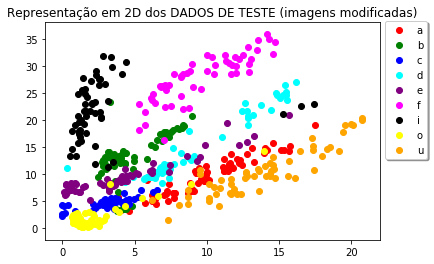 Representação em 2D dos DADOS DE TESTE (imagens modificadas)
35
30
25
20
15
10
5
0
0
5
10
15
20
a
b
c
d
e
f
i
o
u